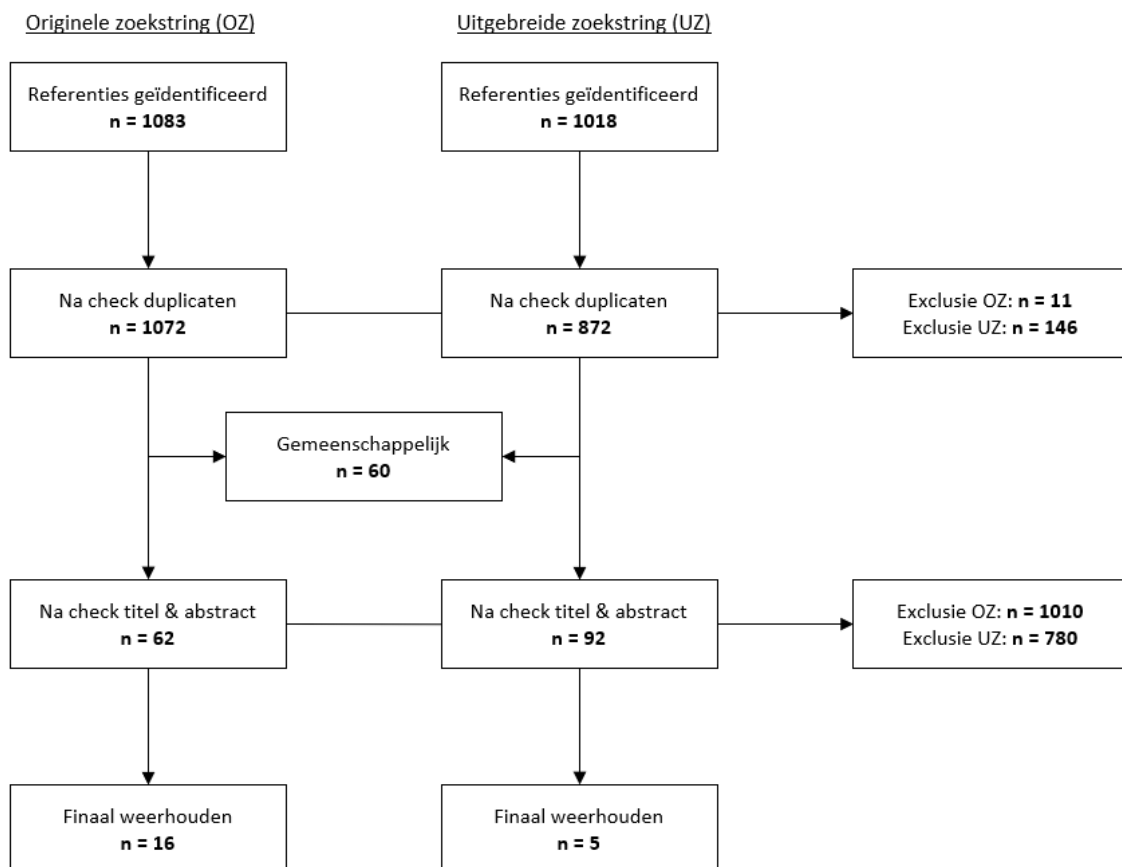 Originele zoekstring (OZ)
Uitgebreide zoekstring (UZ)
Referenties geïdentificeerd
n = 1083
Referenties geïdentificeerd
n = 1018
Na check duplicaten
n = 1072
Na check duplicaten
n = 872
Exclusie OZ: n = 11
Exclusie UZ: n = 146
Gemeenschappelijk
n = 60
Na check titel & abstract
n = 62
Na check titel & abstract
n = 92
Exclusie OZ: n = 1010
Exclusie UZ: n = 780
Finaal weerhouden
n = 16
Finaal weerhouden
n = 5